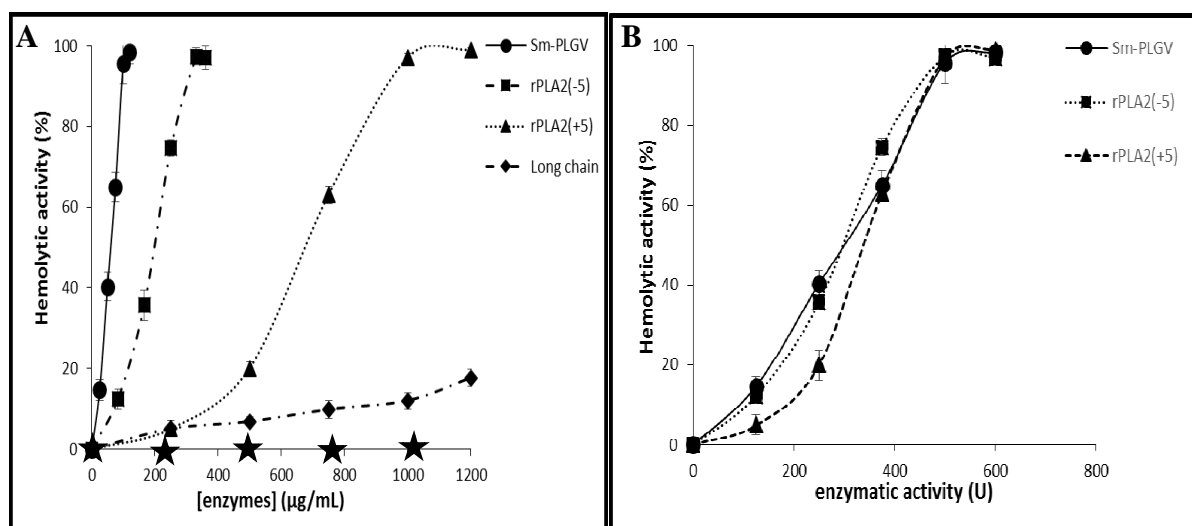 A
Hemolytic activity (%)
100
80
60
40
20
0
0 200 400 600 800 1000 1200
[enzymes] (µg/mL)
Sm-PLGV
rPLA2(-5)
rPLA2(+5)
Long chain
B
Hemolytic activity (%)
100
80
60
40
20
0
0 200 400 600 800
enzymatic activity (U)
Sm-PLGV
rPLA2(-5)
rPLA2(+5)